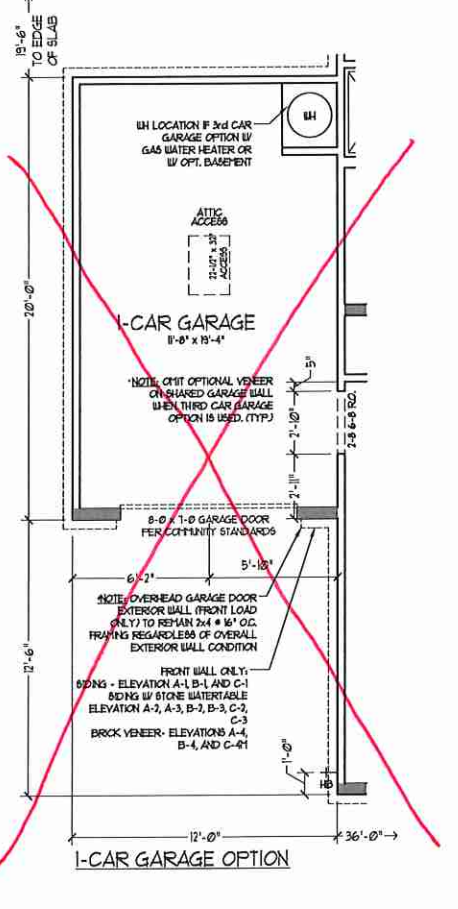 19'-6"
TO EDGE
OF SLAB
WH
WH LOCATION IF 3rd CAR
GARAGE OPTION W/
GAS WATER HEATER OR
W/ OPT. BASEMENT
ATTIC
ACCESS
22-1/2" x 30"
ACCESS
20'-0"
1-CAR GARAGE
11'-8" x 19'-4"
*NOTE: OMIT OPTIONAL VENEER
ON SHARED GARAGE WALL
WHEN THIRD CAR GARAGE
OPTION IS USED. (TYP.)
5"
2'-10"
2-8 6-8 R.O.
2'-11"
8-0 x 7-0 GARAGE DOOR
PER COMMUNITY STANDARDS
6'-2"
5'-10"
*NOTE: OVERHEAD GARAGE DOOR
EXTERIOR WALL (FRONT LOAD
ONLY) TO REMAIN 2x4 @ 16" O.C.
FRAMING REGARDLESS OF OVERALL
EXTERIOR WALL CONDITION
12'-6"
FRONT WALL ONLY:
SIDING - ELEVATION A-1, B-1, AND C-1
SIDING W/ STONE WATERTABLE
ELEVATION A-2, A-3, B-2, B-3, C-2,
C-3
BRICK VENEER- ELEVATIONS A-4,
B-4, AND C-4M
1'-0"
HB
12'-0"
36'-0"
1-CAR GARAGE OPTION